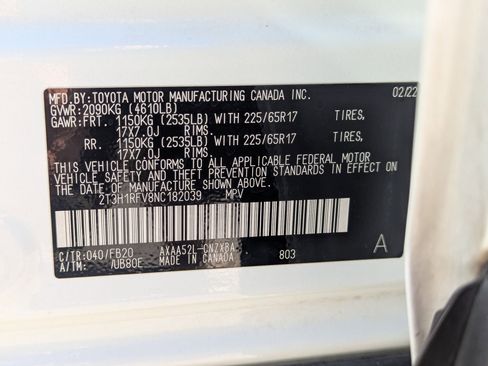 MFD.BY:TOYOTA MOTOR MANUFACTURING CANADA INC. 02/22
GVWR:2090KG (4610LB)
GAWR:FRT. 1150KG (2535LB) WITH 225/65R17 TIRES,
17X7.0J RIMS.
RR. 1150KG (2535LB) WITH 225/65R17 TIRES,
17X7.0J RIMS.
THIS VEHICLE CONFORMS TO ALL APPLICABLE FEDERAL MOTOR
VEHICLE SAFETY AND THEFT PREVENTION STANDARDS IN EFFECT ON
THE DATE OF MANUFACTURE SHOWN ABOVE.
2T3H1RFV8NC182039 MPV
C/TR:040/FB20 AXAA52L-CNZXBA A
A/TM: /UB80E MADE IN CANADA 803